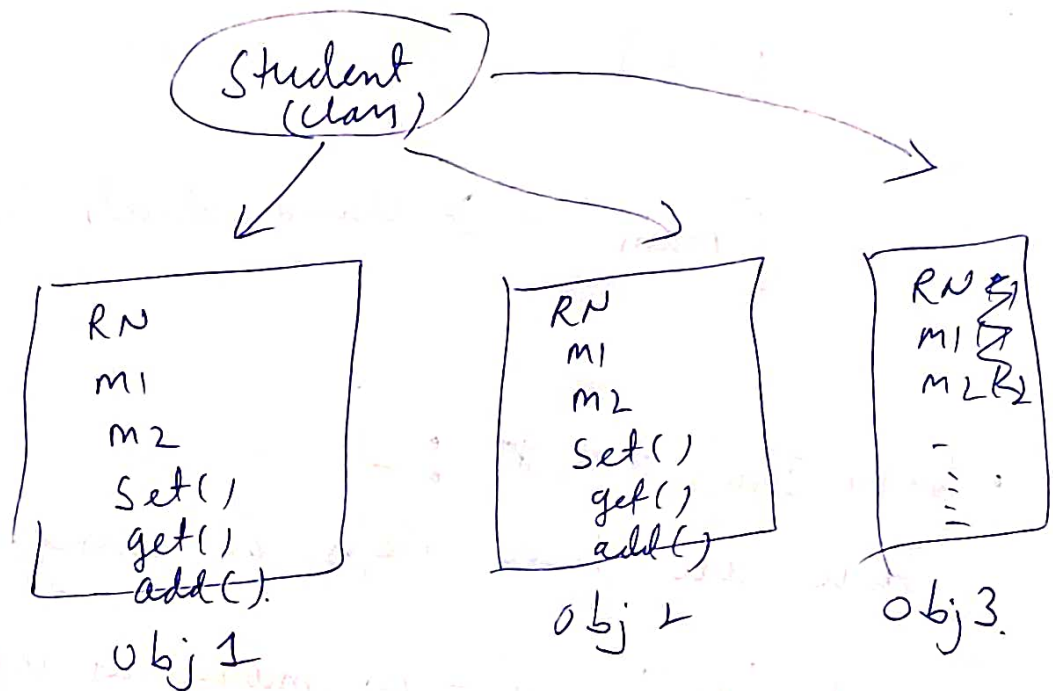 Student
(Class)
RN
M1
M2
Set()
get()
add().
Obj 1
RN
M1
M2
Set()
get()
add()
Obj 2
RN
M1
M2
-
Obj 3.